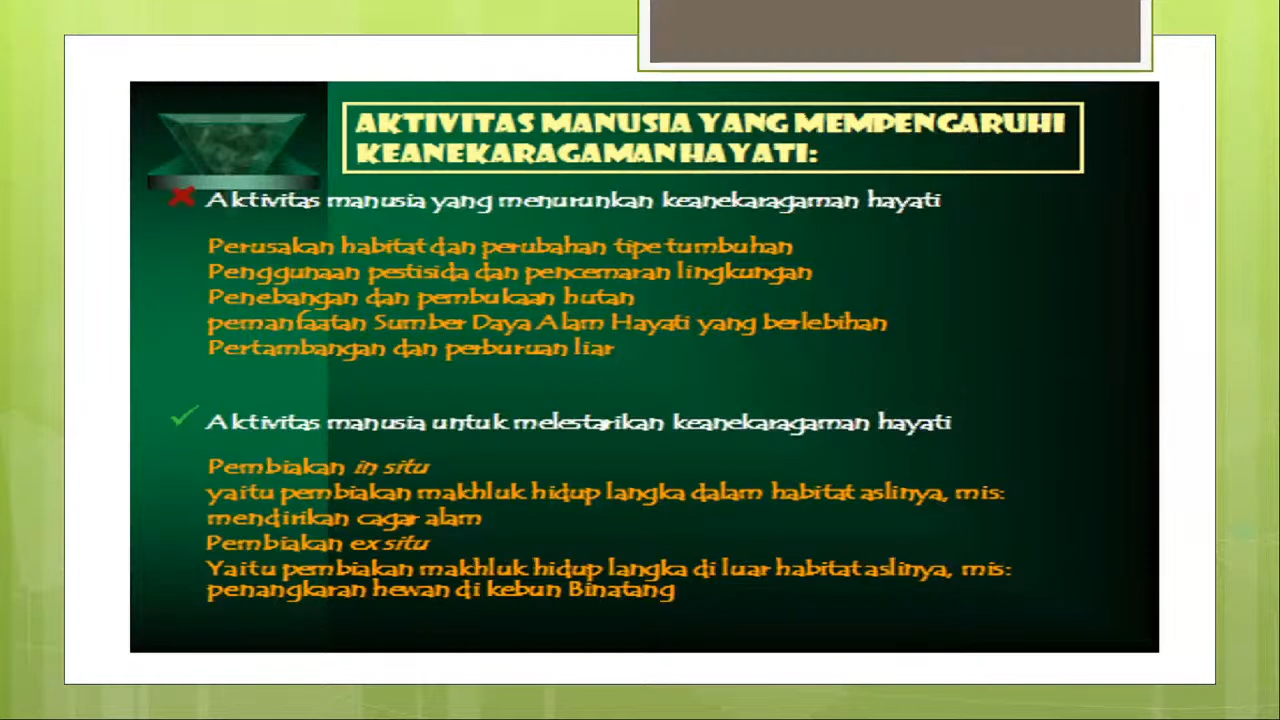 AKTIVITAS MANUSIA YANG MEMPENGARUHI
KEANEKARAGAMAN HAYATI:
Aktivitas manusia yang menurunkan keanekaragaman hayati
Perusakan habitat dan perubahan tipe tumbuhan
Penggunaan pestisida dan pencemaran lingkungan
Penebangan dan pembukaan hutan
pemanfaatan Sumber Daya Alam Hayati yang berlebihan
Pertambangan dan perburuan liar
Aktivitas manusia untuk melestarikan keanekaragaman hayati
Pembiakan in situ
yaitu pembiakan makhluk hidup langka dalam habitat aslinya, mis:
mendirikan cagar alam
Pembiakan ex situ
Yaitu pembiakan makhluk hidup langka di luar habitat aslinya, mis:
penangkaran hewan di kebun Binatang